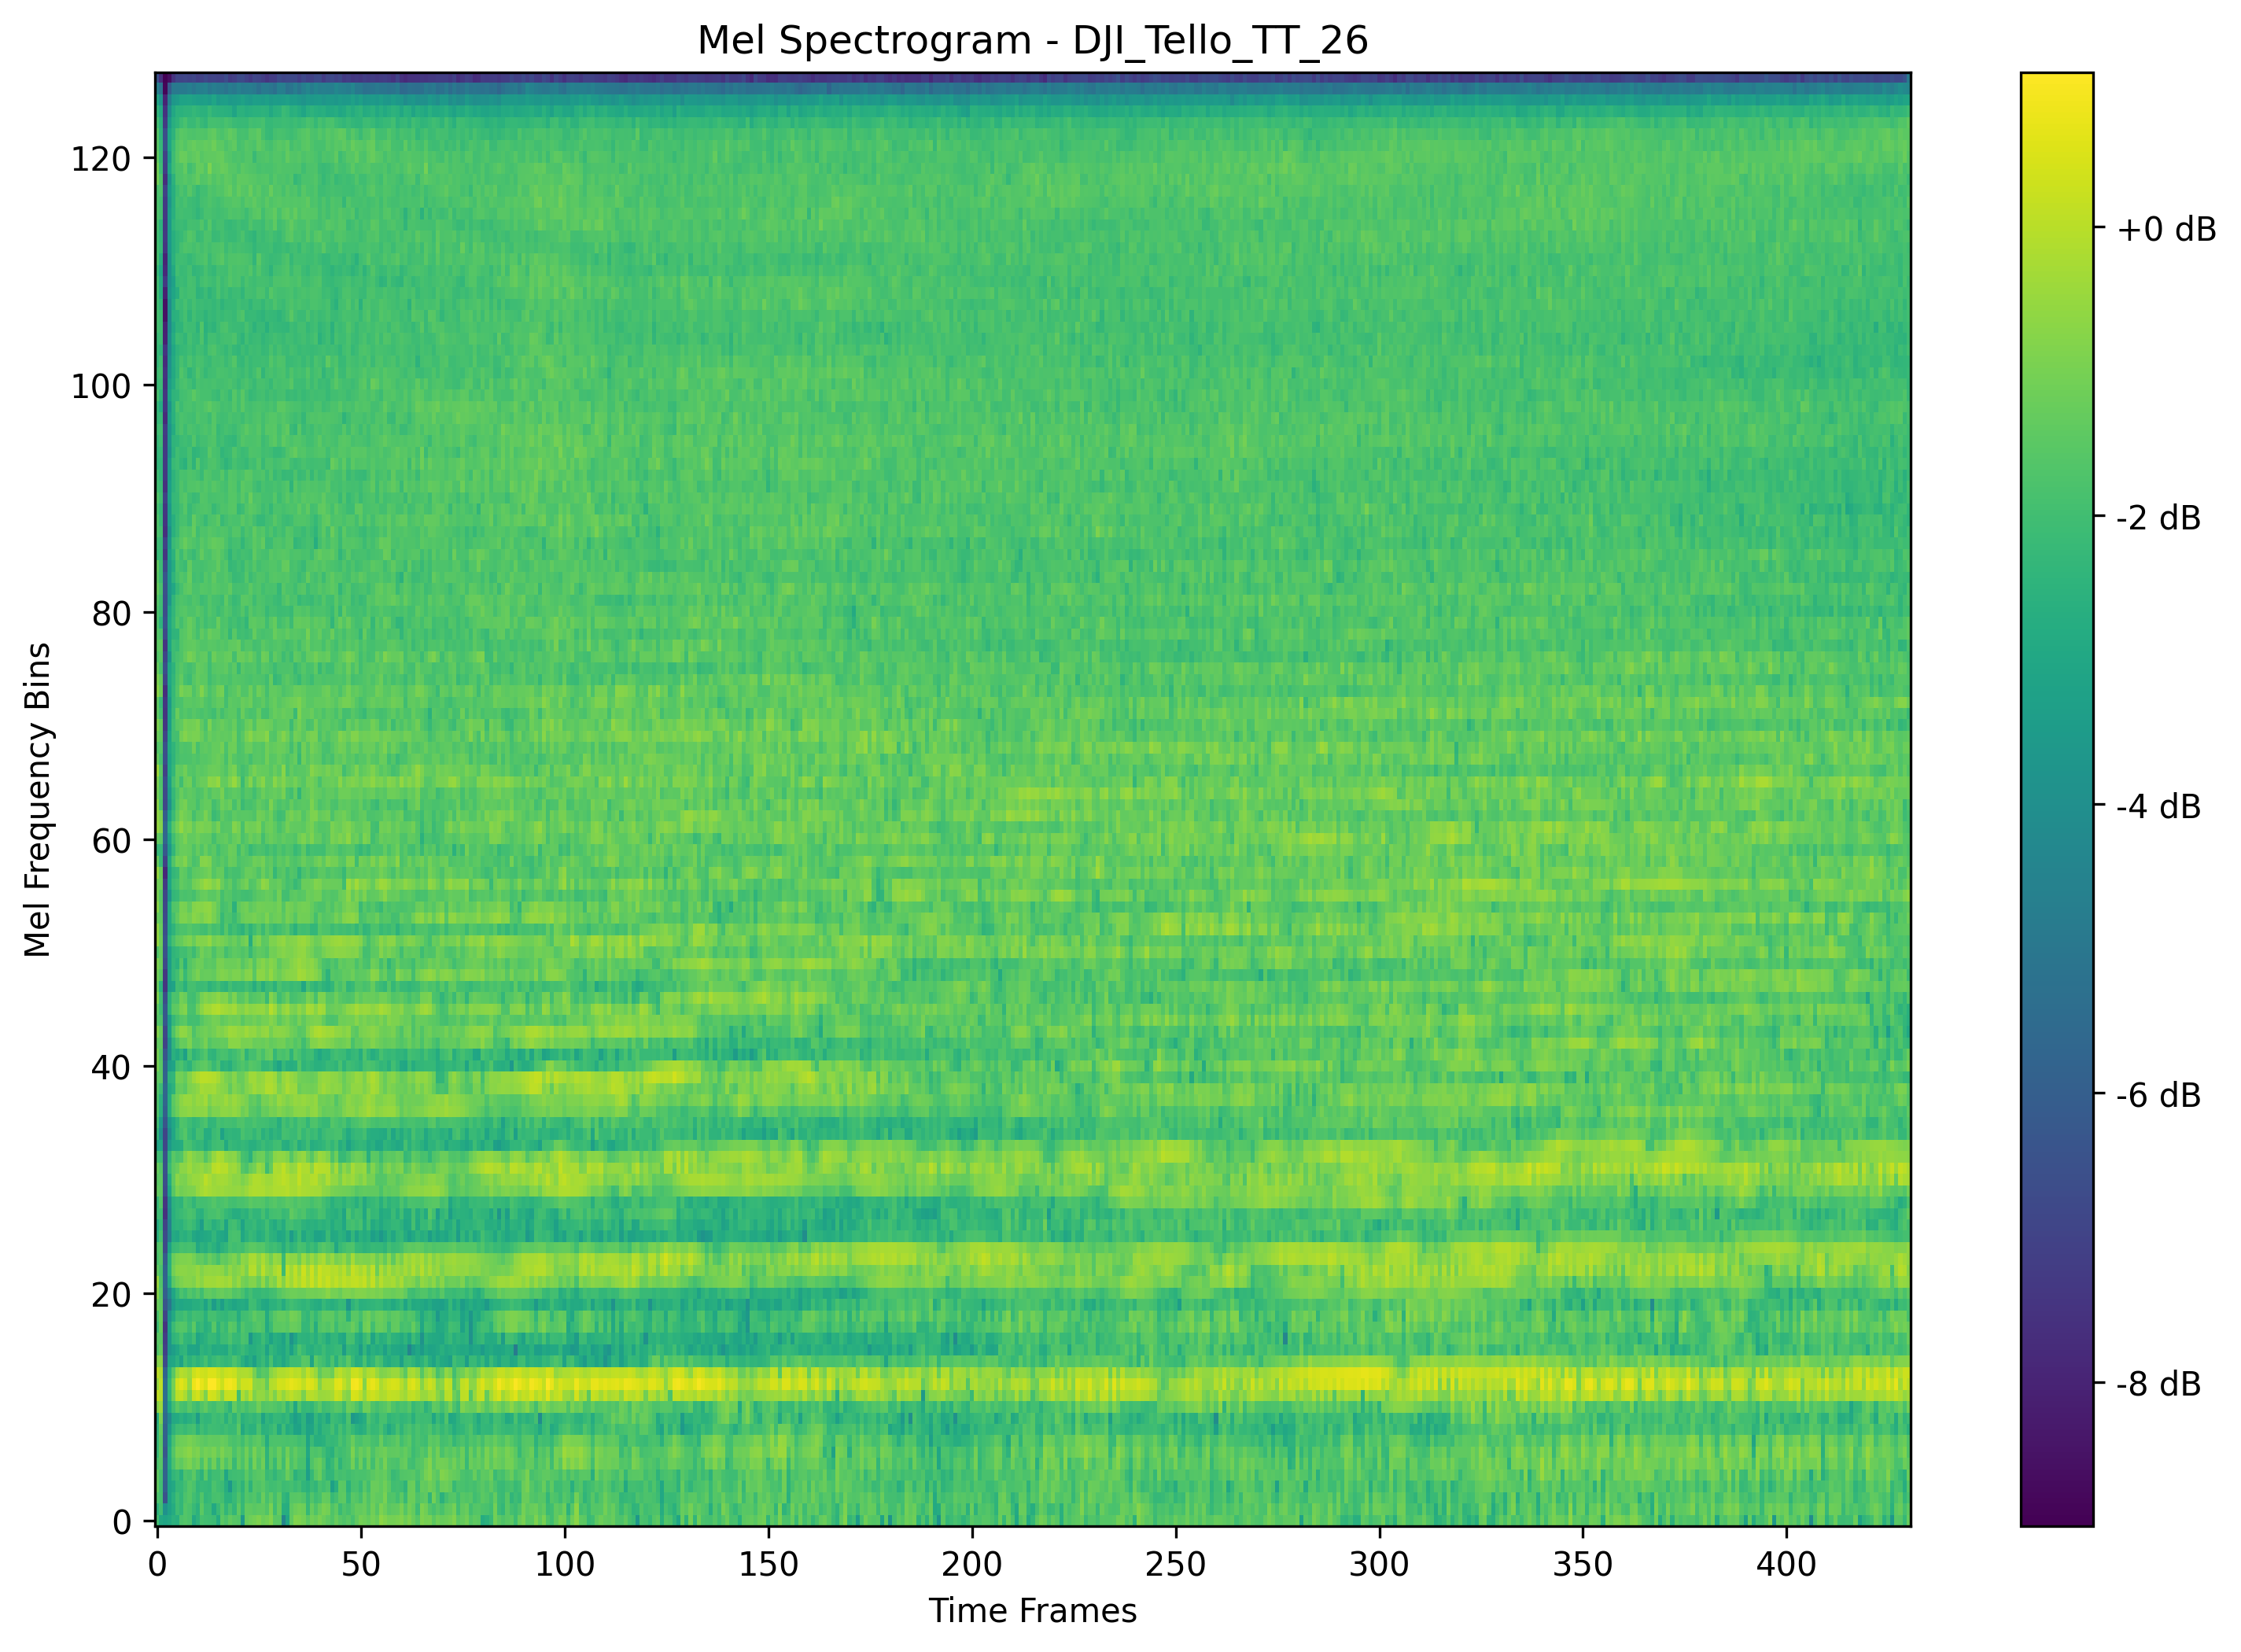 Mel Spectrogram - DJI_Tello_TT_26
Mel Frequency Bins
120
100
80
60
40
20
0
0 50 100 150 200 250 300 350 400
Time Frames
+0 dB
-2 dB
-4 dB
-6 dB
-8 dB